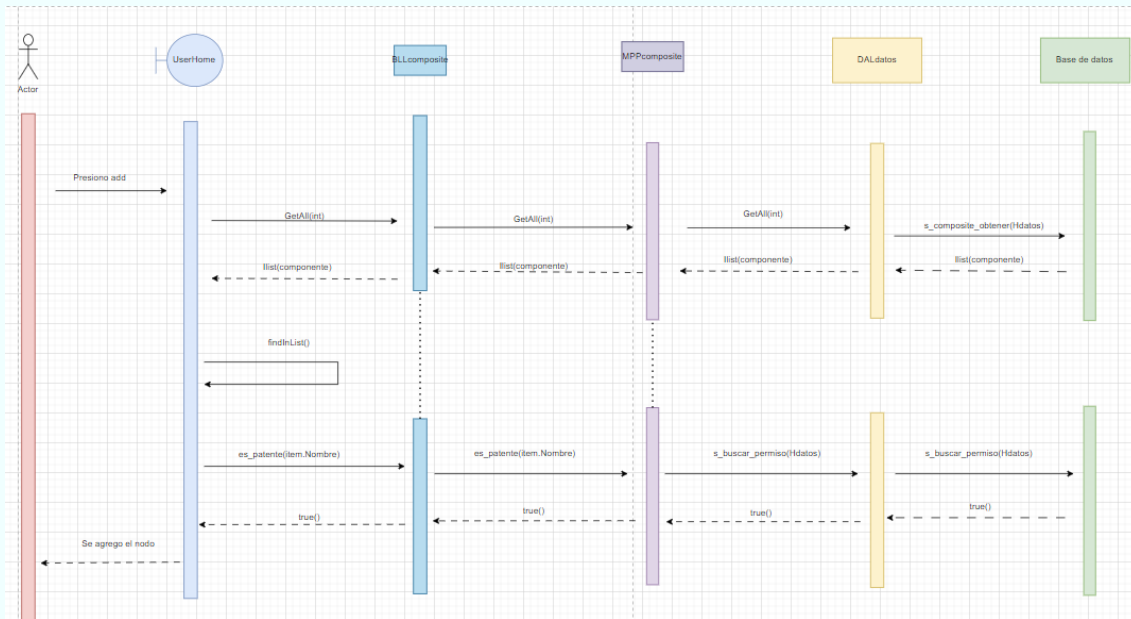 Actor
UserHome
BLLcomposite
MPPcomposite
DALdatos
Base de datos
Presiono add
GetAll(int)
GetAll(int)
GetAll(int)
s_composite_obtener(Hdatos)
Ilist(componente)
Ilist(componente)
Ilist(componente)
Ilist(componente)
findInList()
es_patente(item.Nombre)
es_patente(item.Nombre)
s_buscar_permiso(Hdatos)
s_buscar_permiso(Hdatos)
true()
true()
true()
true()
Se agrego el nodo